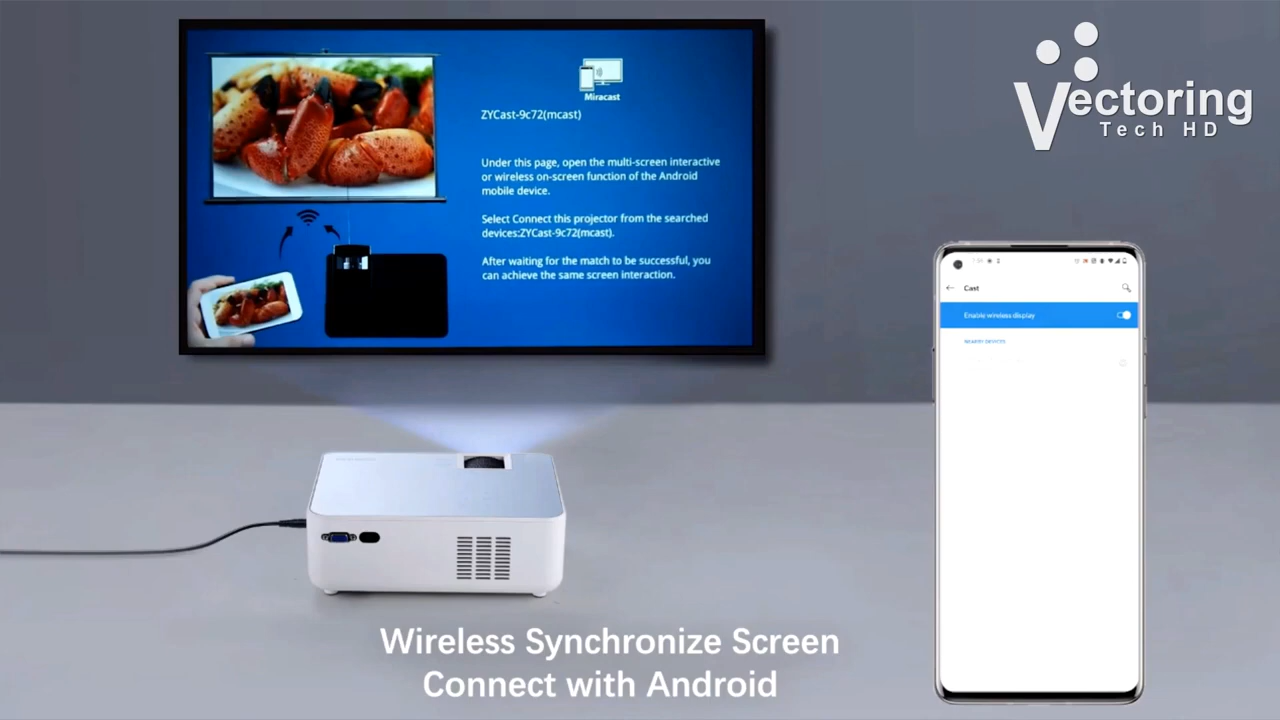 Vectoring
Tech HD
Miracast
ZYCast-9c72(mcast)
Under this page, open the multi-screen interactive
or wireless on-screen function of the Android
mobile device.
Select Connect this projector from the searched
devices:ZYCast-9c72(mcast).
After waiting for the match to be successful, you
can achieve the same screen interaction.
Cast
Enable wireless display
NEARBY DEVICES
Wireless Synchronize Screen
Connect with Android